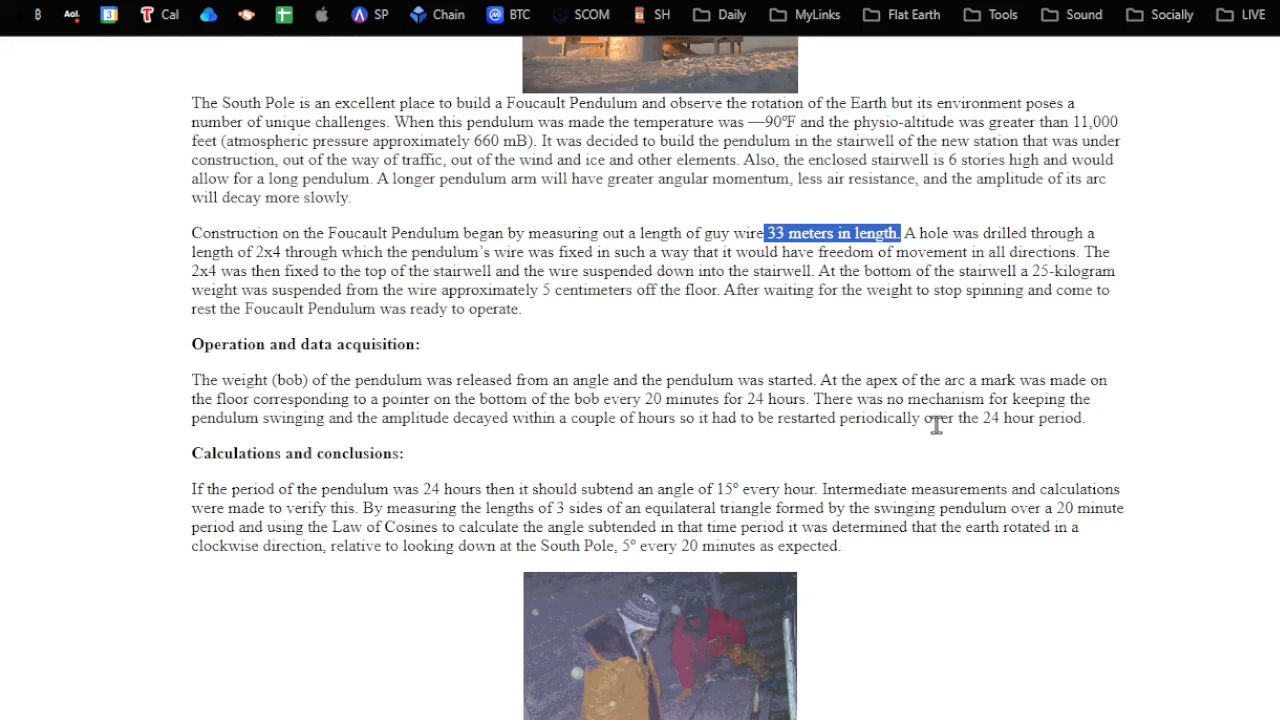 Aol.
3
Cal
SP
Chain
BTC
SCOM
SH
Daily
MyLinks
Flat Earth
Tools
Sound
Socially
LIVE
The South Pole is an excellent place to build a Foucault Pendulum and observe the rotation of the Earth but its environment poses a
number of unique challenges. When this pendulum was made the temperature was —90ºF and the physio-altitude was greater than 11,000
feet (atmospheric pressure approximately 660 mB). It was decided to build the pendulum in the stairwell of the new station that was under
construction, out of the way of traffic, out of the wind and ice and other elements. Also, the enclosed stairwell is 6 stories high and would
allow for a long pendulum. A longer pendulum arm will have greater angular momentum, less air resistance, and the amplitude of its arc
will decay more slowly.
Construction on the Foucault Pendulum began by measuring out a length of guy wire 33 meters in length. A hole was drilled through a
length of 2x4 through which the pendulum’s wire was fixed in such a way that it would have freedom of movement in all directions. The
2x4 was then fixed to the top of the stairwell and the wire suspended down into the stairwell. At the bottom of the stairwell a 25-kilogram
weight was suspended from the wire approximately 5 centimeters off the floor. After waiting for the weight to stop spinning and come to
rest the Foucault Pendulum was ready to operate.
Operation and data acquisition:
The weight (bob) of the pendulum was released from an angle and the pendulum was started. At the apex of the arc a mark was made on
the floor corresponding to a pointer on the bottom of the bob every 20 minutes for 24 hours. There was no mechanism for keeping the
pendulum swinging and the amplitude decayed within a couple of hours so it had to be restarted periodically over the 24 hour period.
Calculations and conclusions:
If the period of the pendulum was 24 hours then it should subtend an angle of 15º every hour. Intermediate measurements and calculations
were made to verify this. By measuring the lengths of 3 sides of an equilateral triangle formed by the swinging pendulum over a 20 minute
period and using the Law of Cosines to calculate the angle subtended in that time period it was determined that the earth rotated in a
clockwise direction, relative to looking down at the South Pole, 5º every 20 minutes as expected.